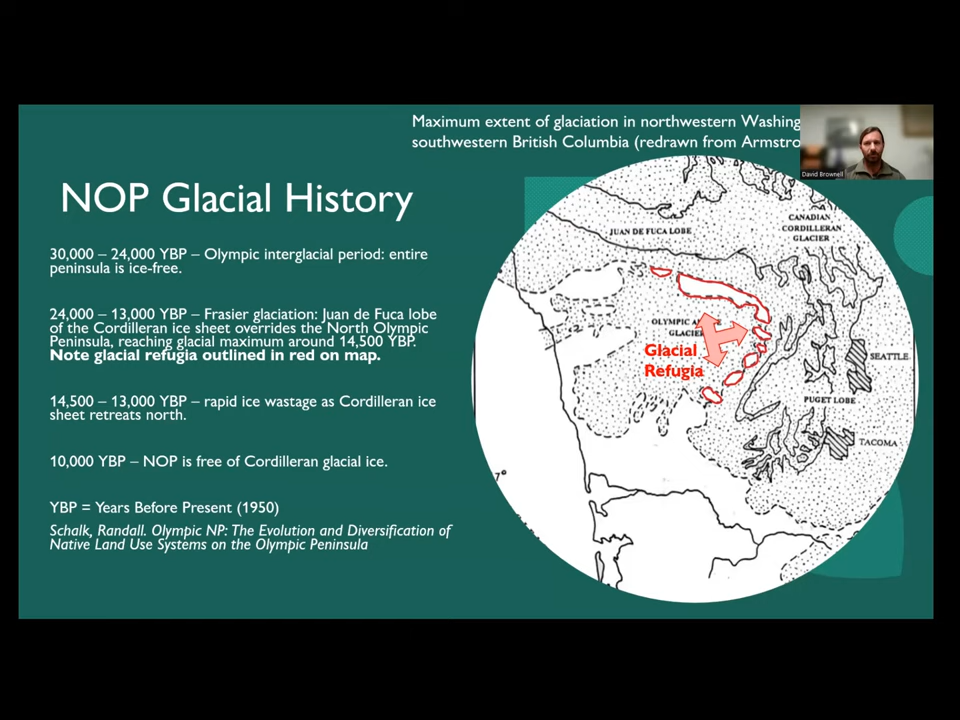 Maximum extent of glaciation in northwestern Washing
southwestern British Columbia (redrawn from Armstro
David Brownell
NOP Glacial History
30,000 – 24,000 YBP – Olympic interglacial period: entire
peninsula is ice-free.
24,000 – 13,000 YBP – Frasier glaciation: Juan de Fuca lobe
of the Cordilleran ice sheet overrides the North Olympic
Peninsula, reaching glacial maximum around 14,500 YBP.
Note glacial refugia outlined in red on map.
14,500 – 13,000 YBP – rapid ice wastage as Cordilleran ice
sheet retreats north.
10,000 YBP – NOP is free of Cordilleran glacial ice.
YBP = Years Before Present (1950)
Schalk, Randall. Olympic NP: The Evolution and Diversification of
Native Land Use Systems on the Olympic Peninsula
JUAN DE FUCA LOBE
CANADIAN
CORDILLERAN
GLACIER
OLYMPIC
GLACIE
Glacial
Refugia
SEATTLE
PUGET LOBE
TACOMA
7°